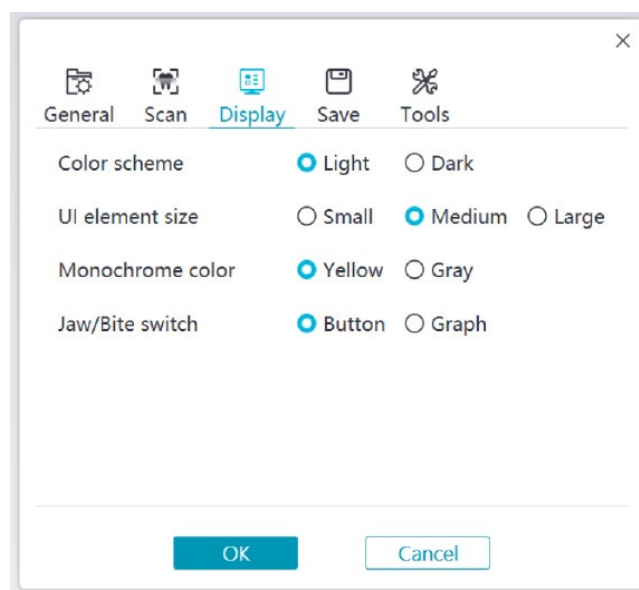 General Scan Display Save Tools
Color scheme Light Dark
UI element size Small Medium Large
Monochrome color Yellow Gray
Jaw/Bite switch Button Graph
OK Cancel